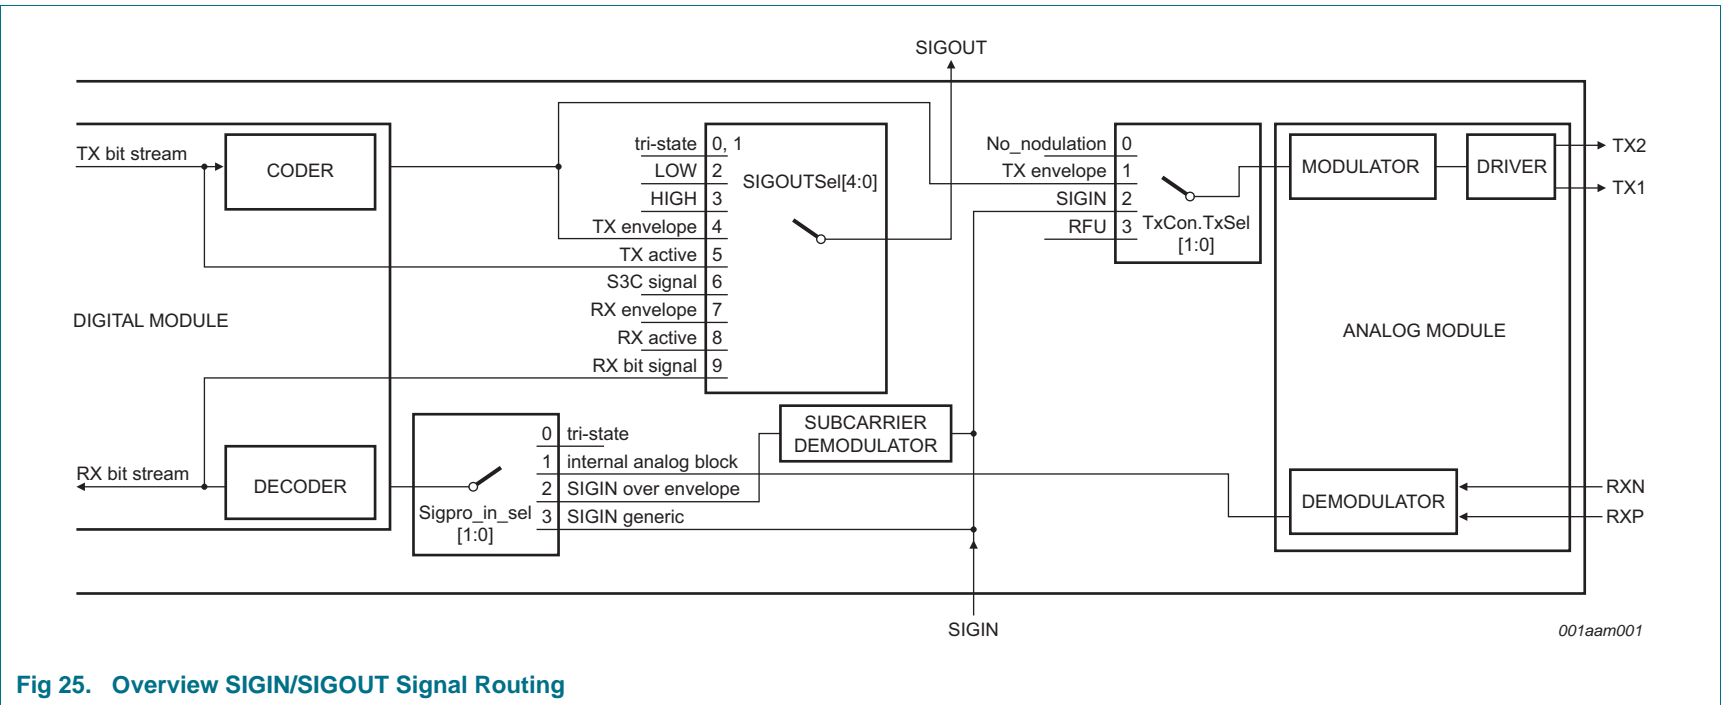 SIGOUT
TX bit stream
CODER
tri-state 0, 1
LOW 2
HIGH 3
TX envelope 4
TX active 5
S3C signal 6
RX envelope 7
RX active 8
RX bit signal 9
SIGOUTSel[4:0]
No_nodulation 0
TX envelope 1
SIGIN 2
RFU 3
TxCon.TxSel
[1:0]
MODULATOR
DRIVER
TX2
TX1
DIGITAL MODULE
ANALOG MODULE
RX bit stream
DECODER
Sigpro_in_sel
[1:0]
0 tri-state
1 internal analog block
2 SIGIN over envelope
3 SIGIN generic
SUBCARRIER
DEMODULATOR
DEMODULATOR
RXN
RXP
SIGIN
001aam001
Fig 25. Overview SIGIN/SIGOUT Signal Routing